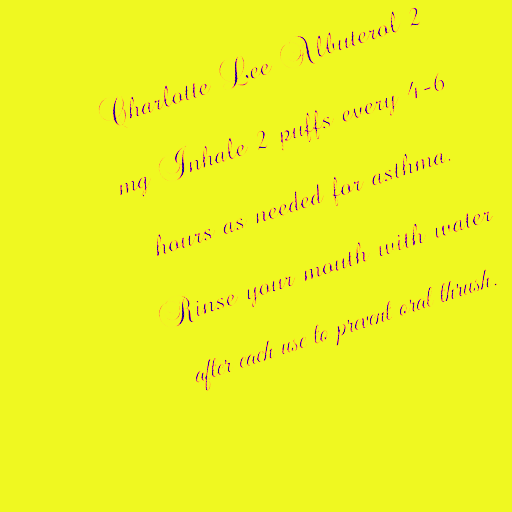 Charlotte Lee Albuterol 2
mg Inhale 2 puffs every 4-6
hours as needed for asthma.
Rinse your mouth with water
after each use to prevent oral thrush.